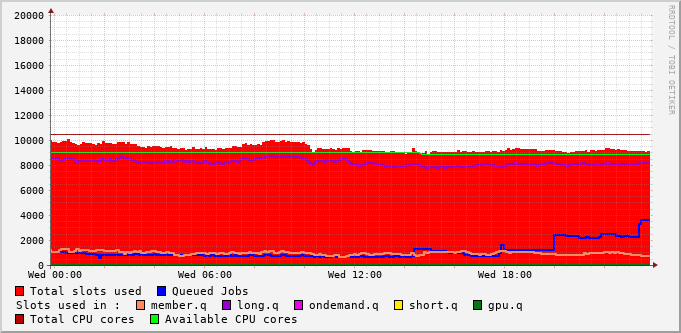 20000
18000
16000
14000
12000
10000
8000
6000
4000
2000
0
Wed 00:00 Wed 06:00 Wed 12:00 Wed 18:00
Total slots used Queued Jobs
Slots used in : member.q long.q ondemand.q short.q gpu.q
Total CPU cores Available CPU cores
RRDTOOL / TOBI OETIKER